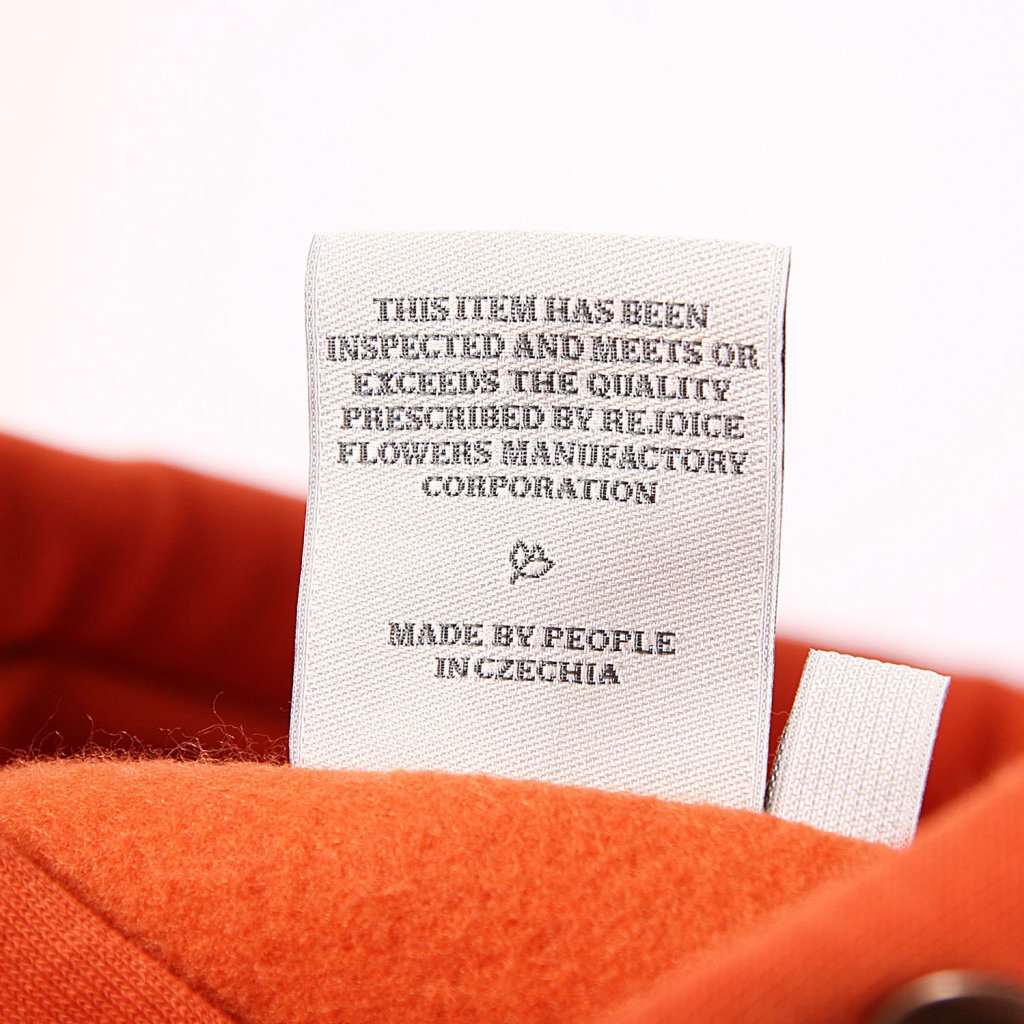 THIS ITEM HAS BEEN
INSPECTED AND MEETS OR
EXCEEDS THE QUALITY
PRESCRIBED BY REJOICE
FLOWERS MANUFACTORY
CORPORATION
MADE BY PEOPLE
IN CZECHIA